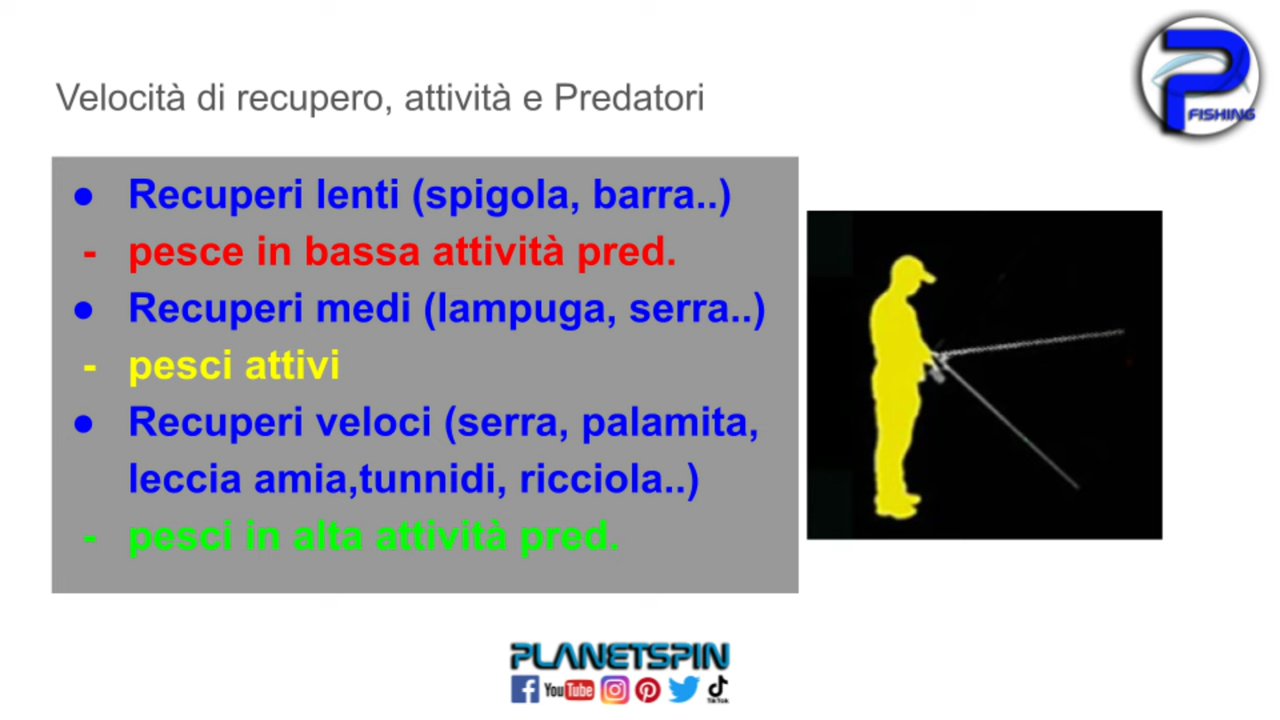 Velocità di recupero, attività e Predatori
P
FISHING
● Recuperi lenti (spigola, barra..)
- pesce in bassa attività pred.
● Recuperi medi (lampuga, serra..)
- pesci attivi
● Recuperi veloci (serra, palamita,
leccia amia,tunnidi, ricciola..)
- pesci in alta attività pred.
PLANETSPIN
YouTube
TikTok